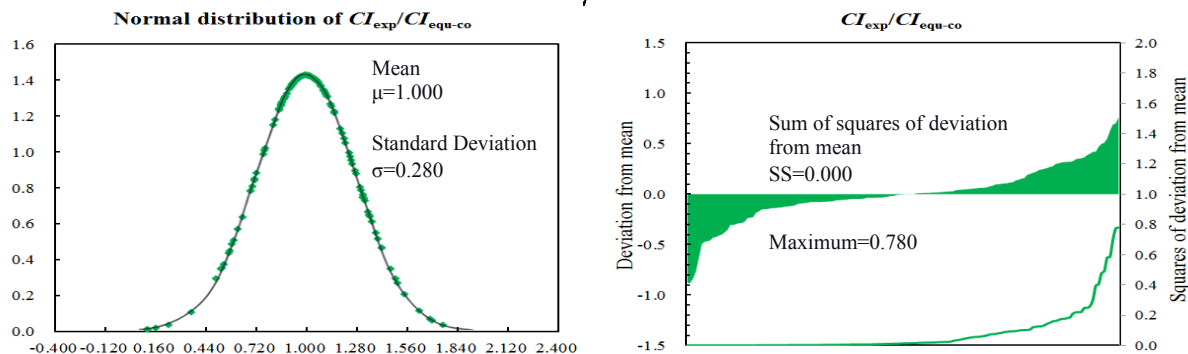 Normal distribution of CIexp/CIequ-co
1.6
1.4
1.2
1.0
0.8
0.6
0.4
0.2
0.0
Mean
μ=1.000
Standard Deviation
σ=0.280
-0.400 -0.120 0.160 0.440 0.720 1.000 1.280 1.560 1.840 2.120 2.400
CIexp/CIequ-co
Deviation from mean
1.5
1.0
0.5
0.0
-0.5
-1.0
-1.5
Sum of squares of deviation
from mean
SS=0.000
Maximum=0.780
2.0
1.8
1.6
1.4
1.2
1.0
0.8
0.6
0.4
0.2
0.0
Squares of deviation from mean